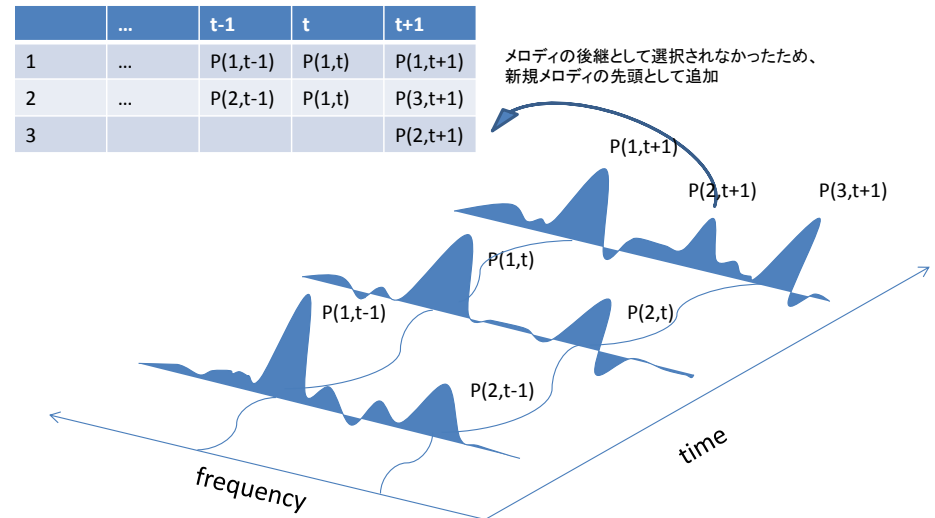 ... t-1 t t+1
1 ... P(1,t-1) P(1,t) P(1,t+1)
2 ... P(2,t-1) P(1,t) P(3,t+1)
3 P(2,t+1)
メロディの後継として選択されなかったため、
新規メロディの先頭として追加
P(1,t+1)
P(2,t+1)
P(3,t+1)
P(1,t)
P(2,t)
P(1,t-1)
P(2,t-1)
time
frequency